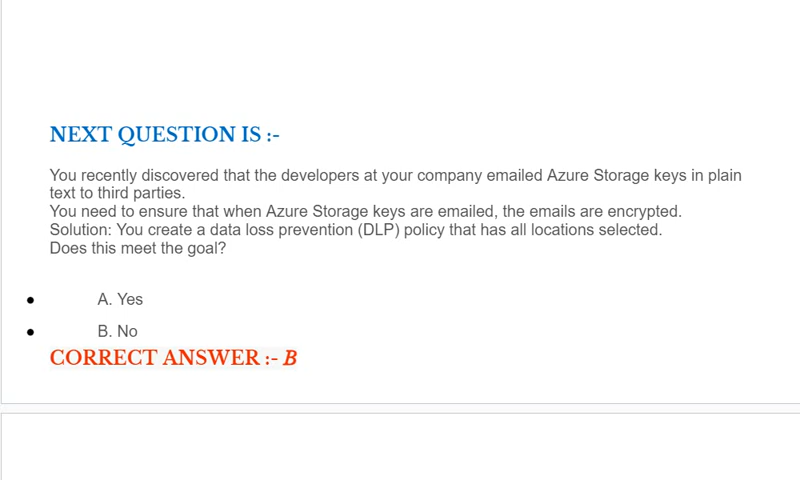 NEXT QUESTION IS :-
You recently discovered that the developers at your company emailed Azure Storage keys in plain
text to third parties.
You need to ensure that when Azure Storage keys are emailed, the emails are encrypted.
Solution: You create a data loss prevention (DLP) policy that has all locations selected.
Does this meet the goal?
● A. Yes
● B. No
CORRECT ANSWER :- B